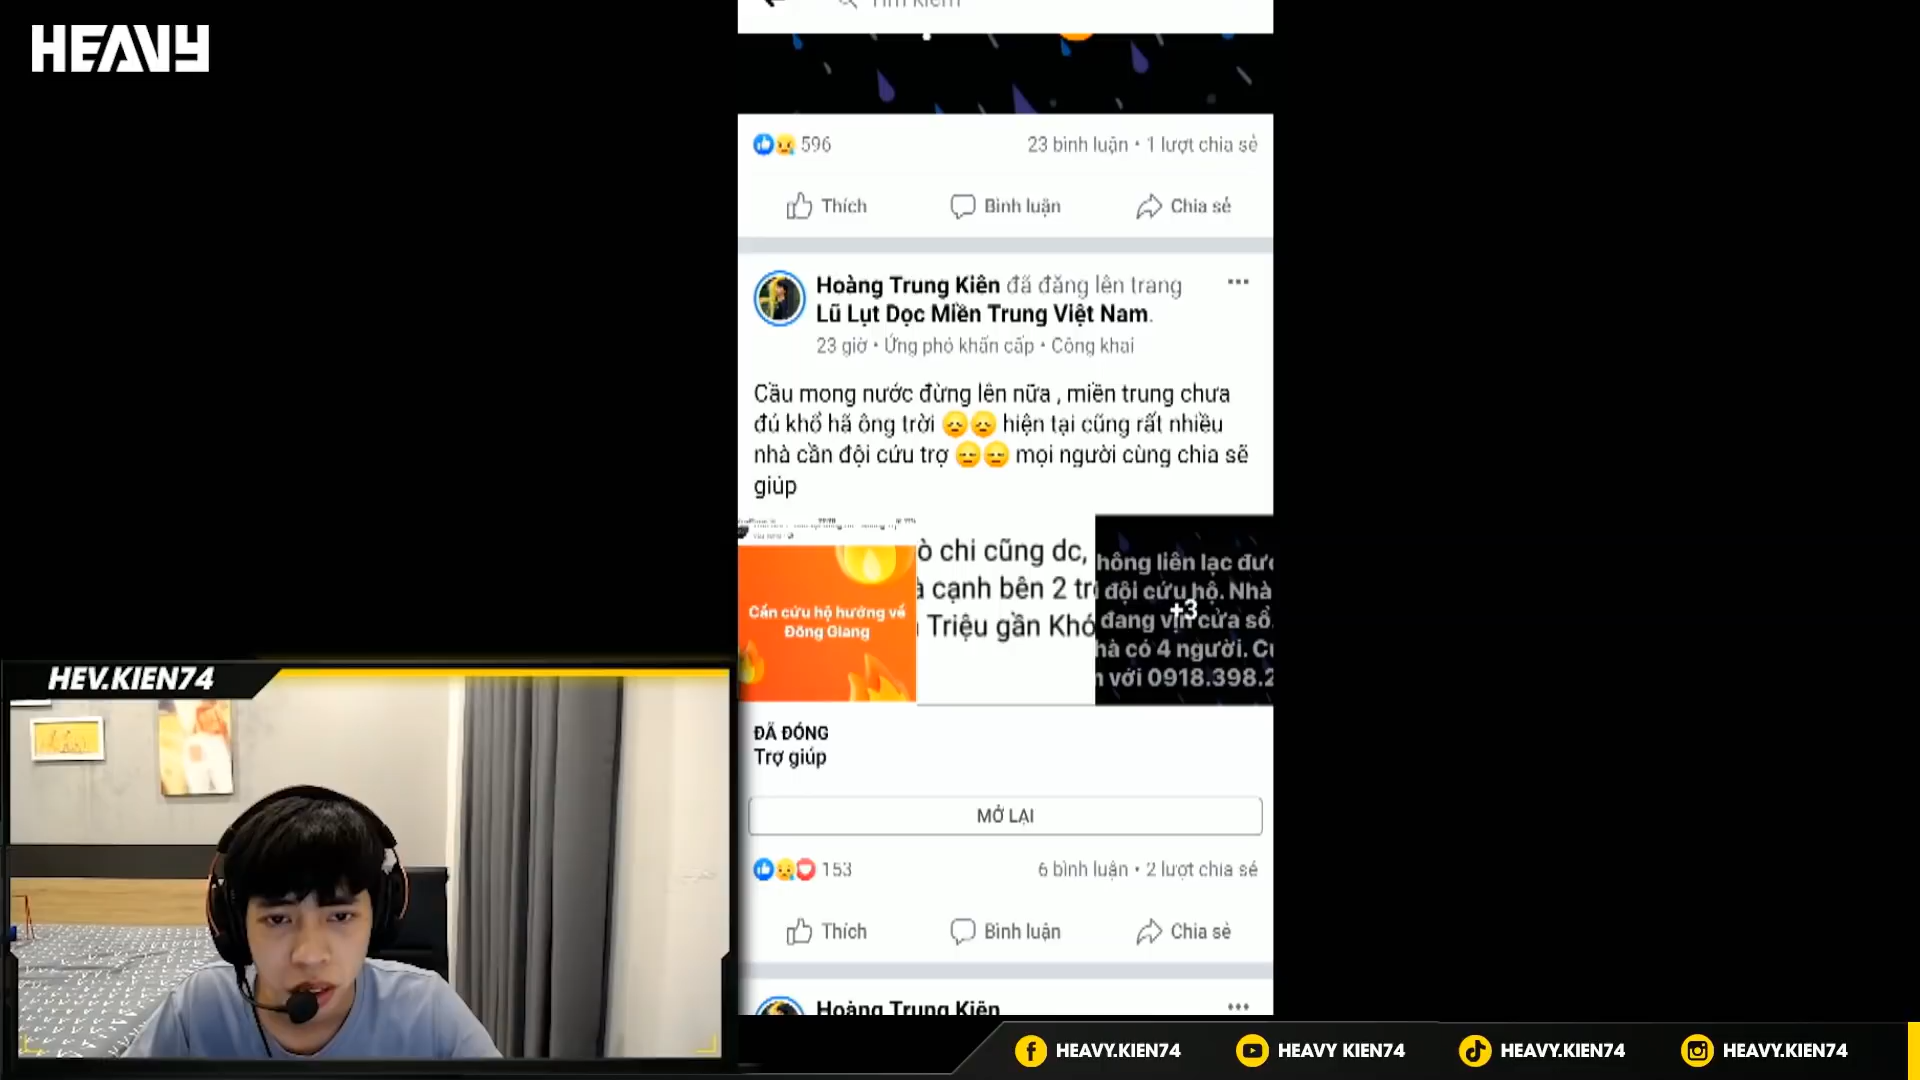 HEAVY
Tìm kiếm
596
23 bình luận • 1 lượt chia sẻ
Thích
Bình luận
Chia sẻ
Hoàng Trung Kiên đã đăng lên trang
Lũ Lụt Dọc Miền Trung Việt Nam.
23 giờ • Ứng phó khẩn cấp • Công khai
Cầu mong nước đừng lên nữa , miền trung chưa
đủ khổ hã ông trời 😞😞 hiện tại cũng rất nhiều
nhà cần đội cứu trợ 😑😑 mọi người cùng chia sẽ
giúp
Cần cứu hộ hướng về
Đông Giang
ò chi cũng dc,
cạnh bên 2 tr
Triệu gần Khó
hông liên lạc đưc
đội cứu hộ. Nhà
đang vịn cửa sổ.
hà có 4 người. Cứ
với 0918.398.2
+3
ĐÃ ĐÓNG
Trợ giúp
MỞ LẠI
153
6 bình luận • 2 lượt chia sẻ
Thích
Bình luận
Chia sẻ
Hoàng Trung Kiên
HEV.KIEN74
HEAVY.KIEN74
HEAVY KIEN74
HEAVY.KIEN74
HEAVY.KIEN74